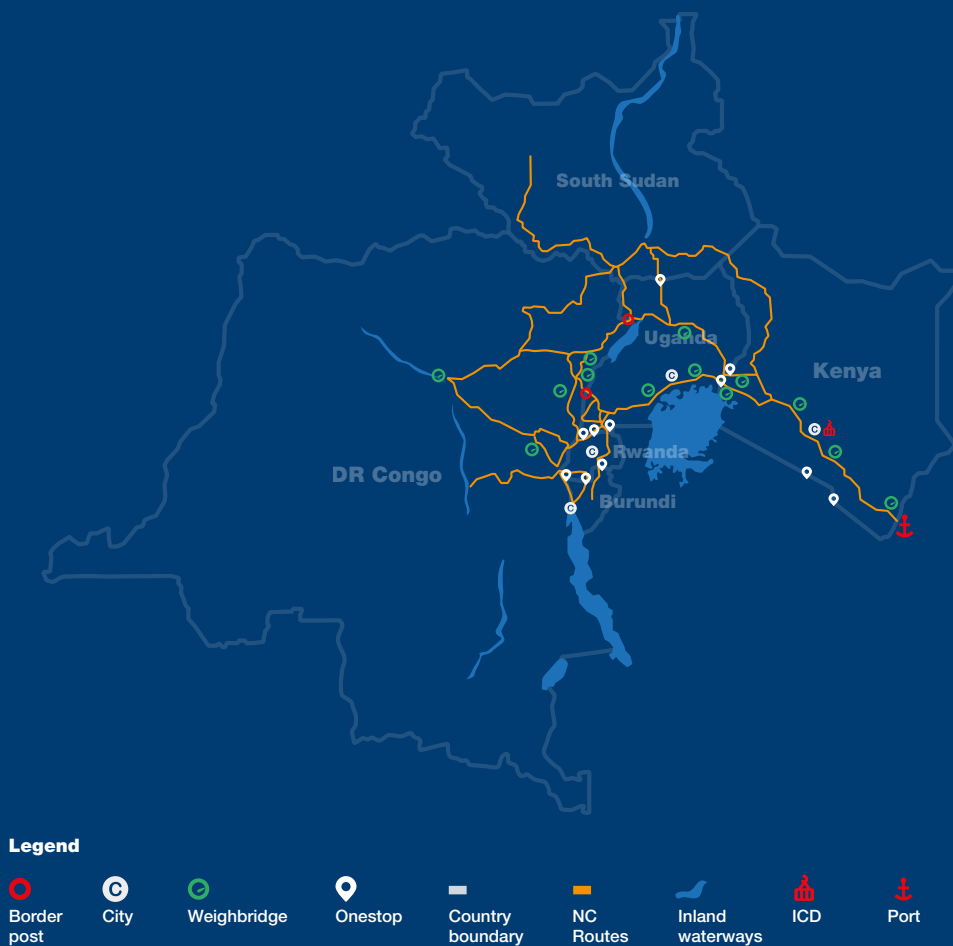 South Sudan
Uganda
Kenya
Rwanda
DR Congo
Burundi
C
C
C
C
Legend
C
Border
post
City
Weighbridge
Onestop
Country
boundary
NC
Routes
Inland
waterways
ICD
Port